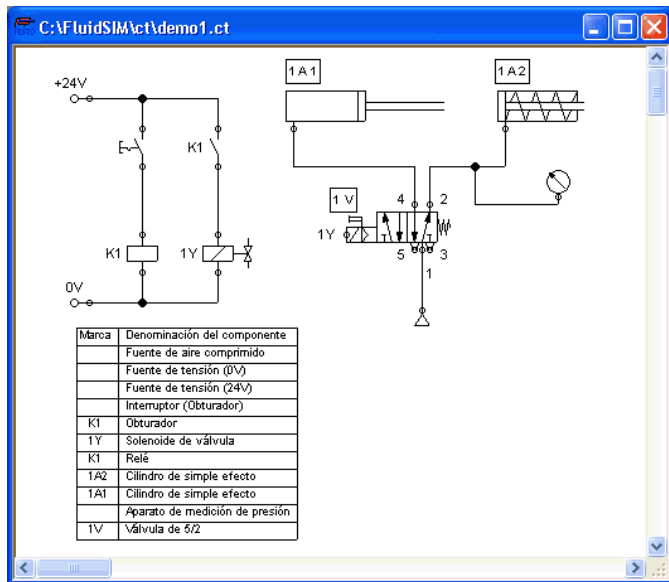 C:\FluidSIM\ct\demo1.ct
+24V
1A1
1A2
K1
1V
4
2
1Y
5
3
1
K1
1Y
0V
Marca Denominación del componente
Fuente de aire comprimido
Fuente de tensión (0V)
Fuente de tensión (24V)
Interruptor (Obturador)
K1 Obturador
1Y Solenoide de válvula
K1 Relé
1A2 Cilindro de simple efecto
1A1 Cilindro de simple efecto
Aparato de medición de presión
1V Válvula de 5/2